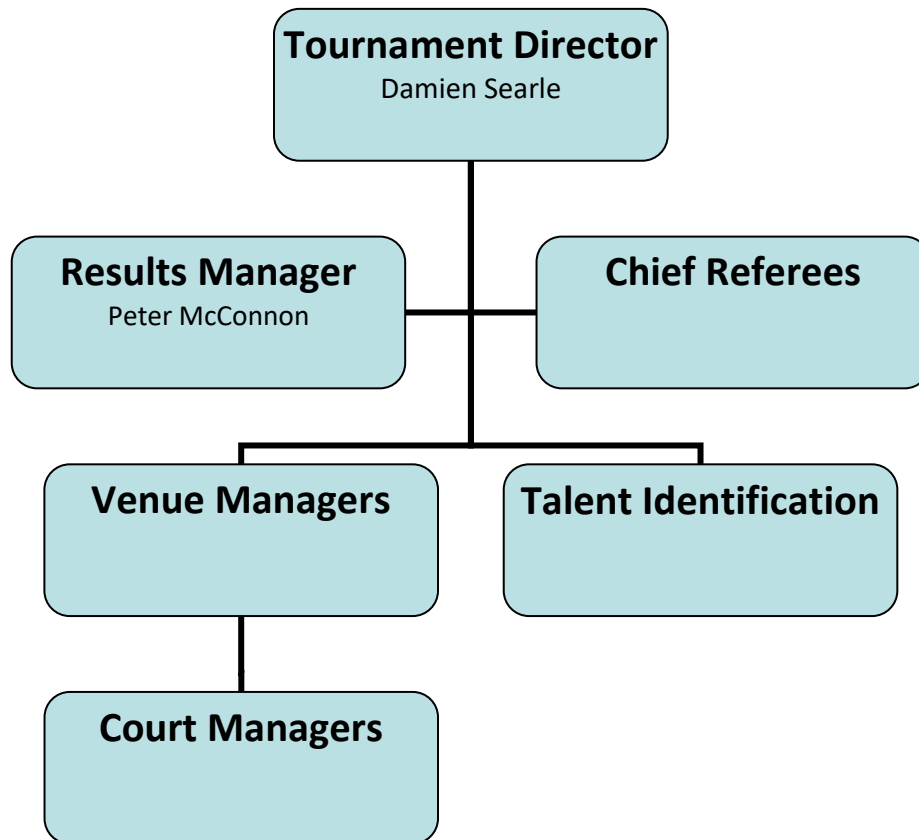 Tournament Director
Damien Searle
Results Manager
Peter McConnon
Chief Referees
Venue Managers
Talent Identification
Court Managers